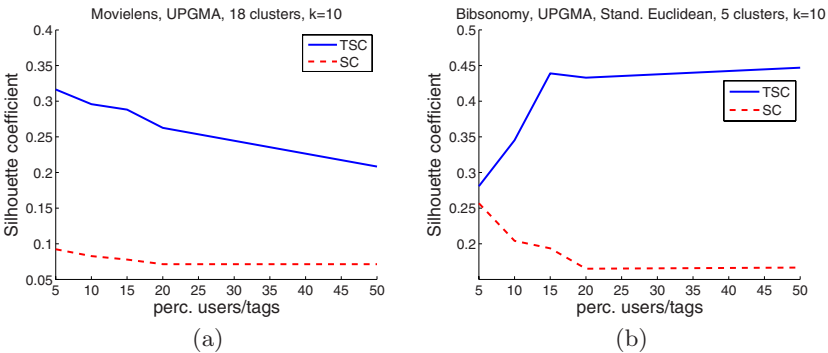 Movielens, UPGMA, 18 clusters, k=10
0.4
0.35
0.3
0.25
0.2
0.15
0.1
0.05
Silhouette coefficient
TSC
SC
5 10 15 20 25 30 35 40 45 50
perc. users/tags
(a)
Bibsonomy, UPGMA, Stand. Euclidean, 5 clusters, k=10
0.5
0.45
0.4
0.35
0.3
0.25
0.2
Silhouette coefficient
TSC
SC
5 10 15 20 25 30 35 40 45 50
perc. users/tags
(b)